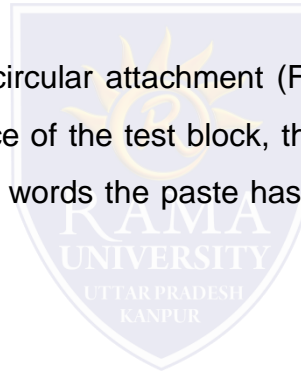 circular attachment (F
ce of the test block, th
words the paste has
RAMA
UNIVERSITY
UTTAR PRADESH
KANPUR